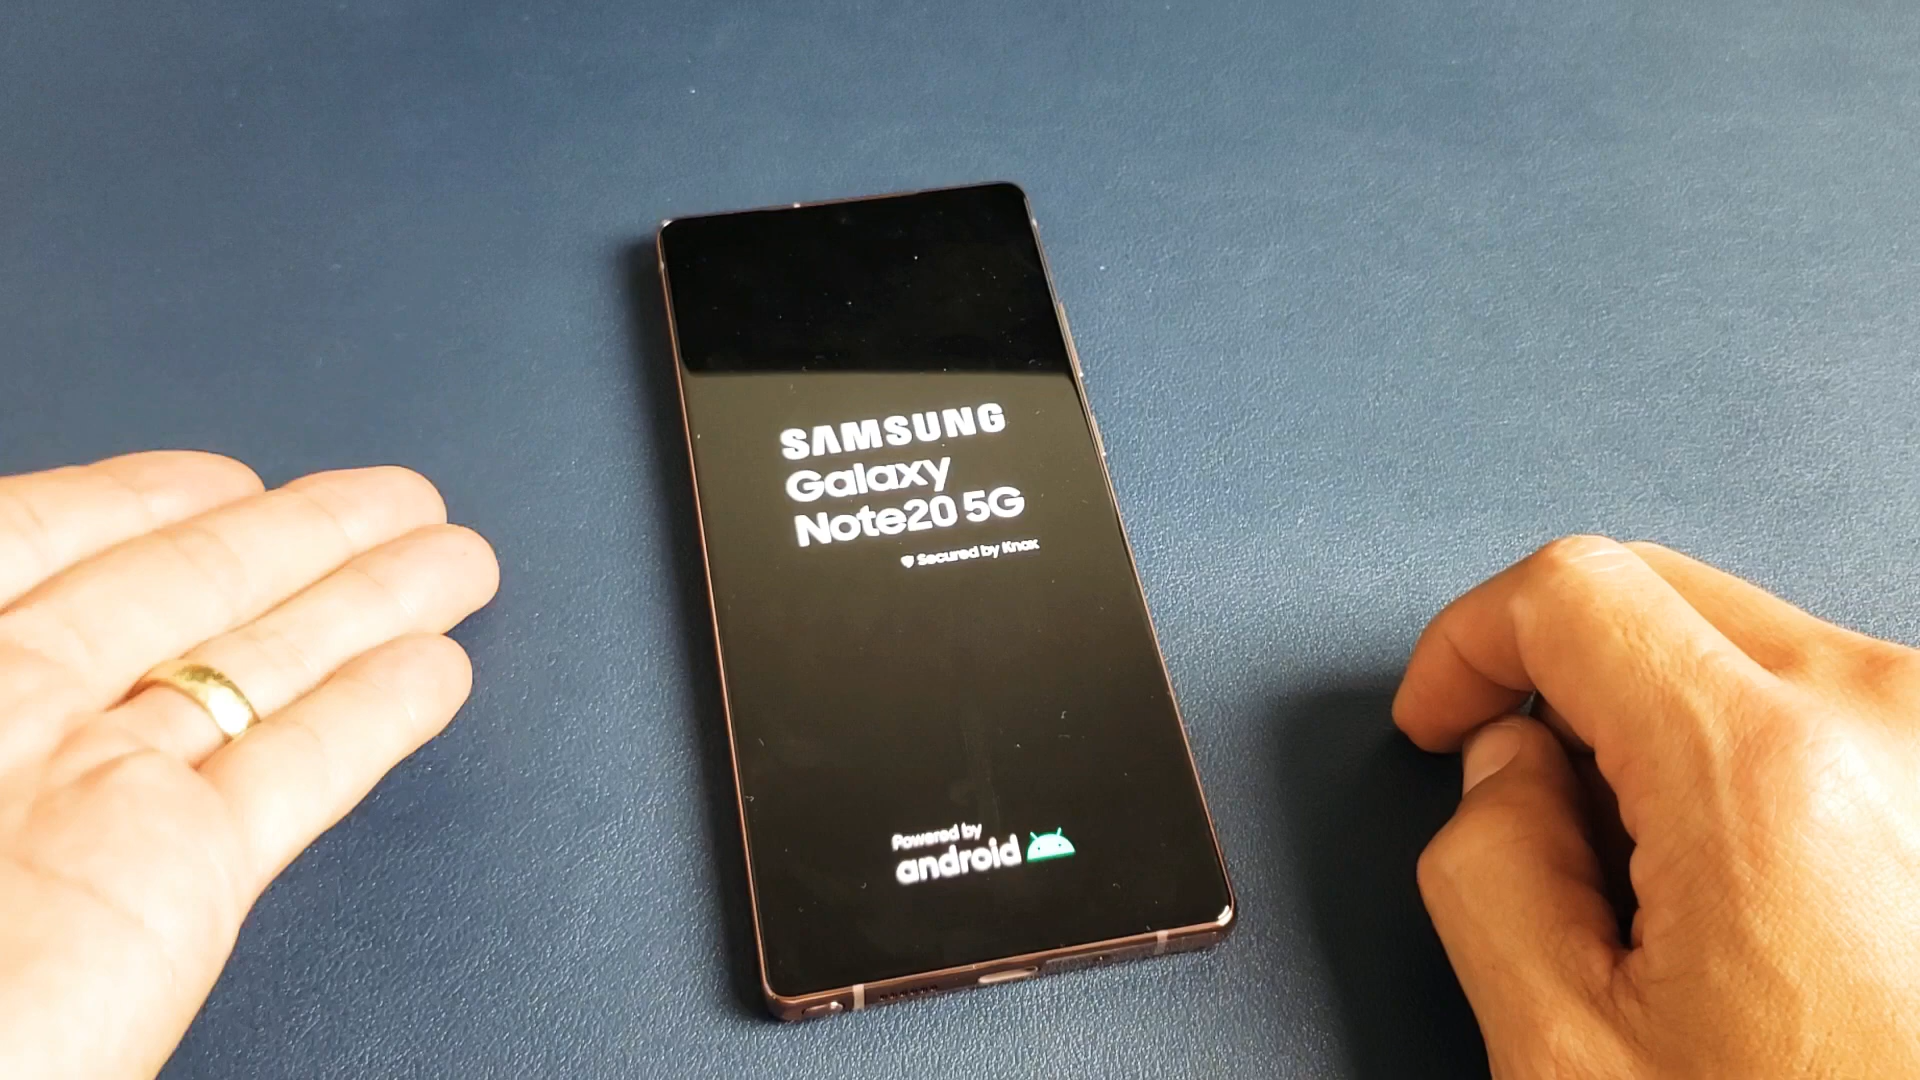 SAMSUNG
Galaxy
Note20 5G
Secured by Knox
Powered by
android